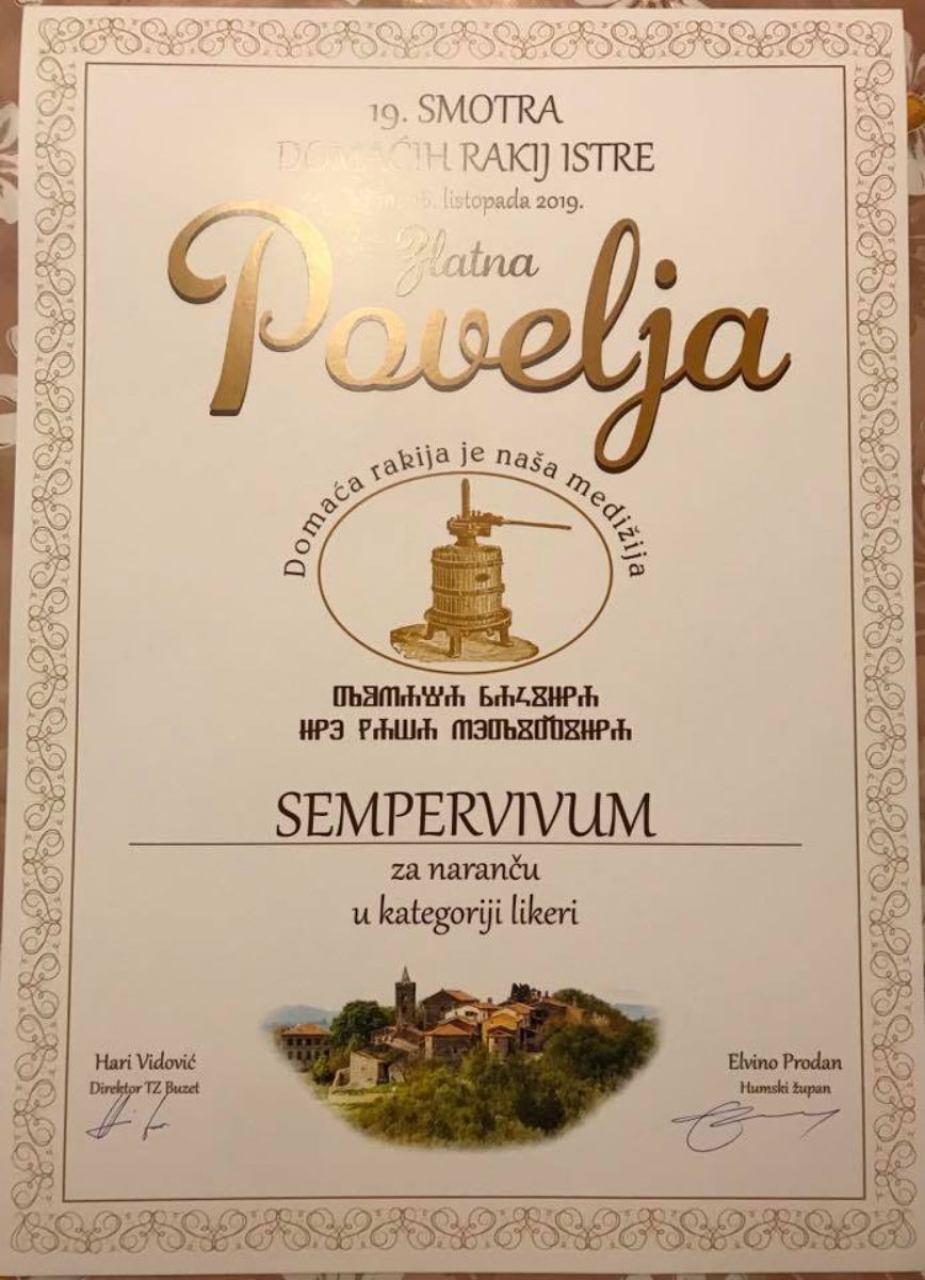 19. SMOTRA
DOMAĆIH RAKIJ ISTRE
listopada 2019.
Zlatna
Povelja
Domaća rakija je naša medižija
ⰐⰀⰞⰀ
SEMPERVIVUM
za naranču
u kategoriji likeri
Hari Vidović
Direktor TZ Buzet
Elvino Prodan
Humski župan